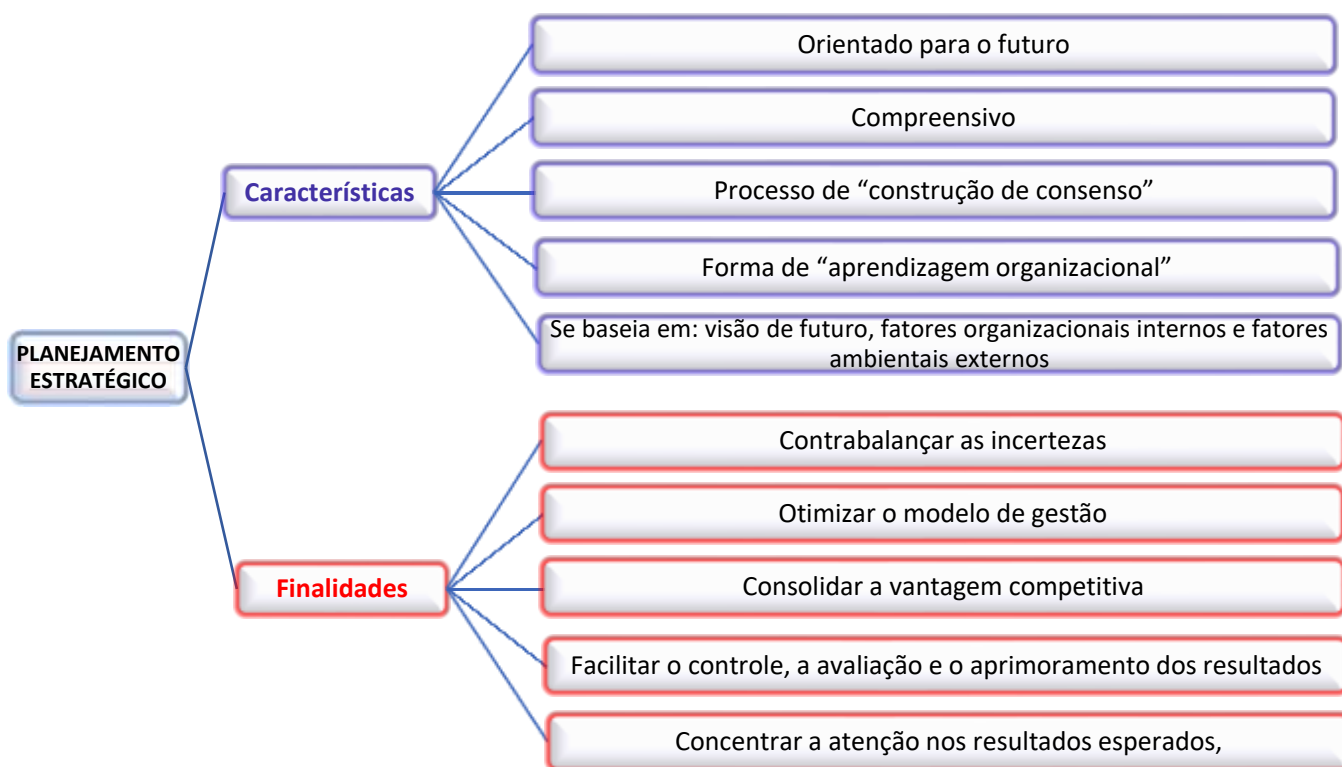 PLANEJAMENTO
ESTRATÉGICO
Características
Orientado para o futuro
Compreensivo
Processo de “construção de consenso”
Forma de “aprendizagem organizacional”
Se baseia em: visão de futuro, fatores organizacionais internos e fatores
ambientais externos
Finalidades
Contrabalançar as incertezas
Otimizar o modelo de gestão
Consolidar a vantagem competitiva
Facilitar o controle, a avaliação e o aprimoramento dos resultados
Concentrar a atenção nos resultados esperados,